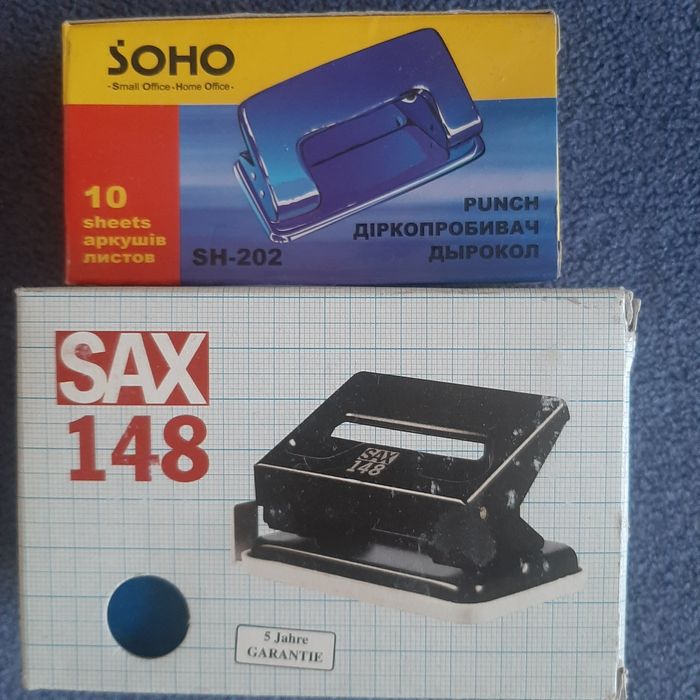 SOHO
·Small Office·Home Office·
10
sheets
аркушів
листов
SH-202
PUNCH
ДІРКОПРОБИВАЧ
ДЫРОКОЛ
SAX
148
SAX
148
5 Jahre
GARANTIE